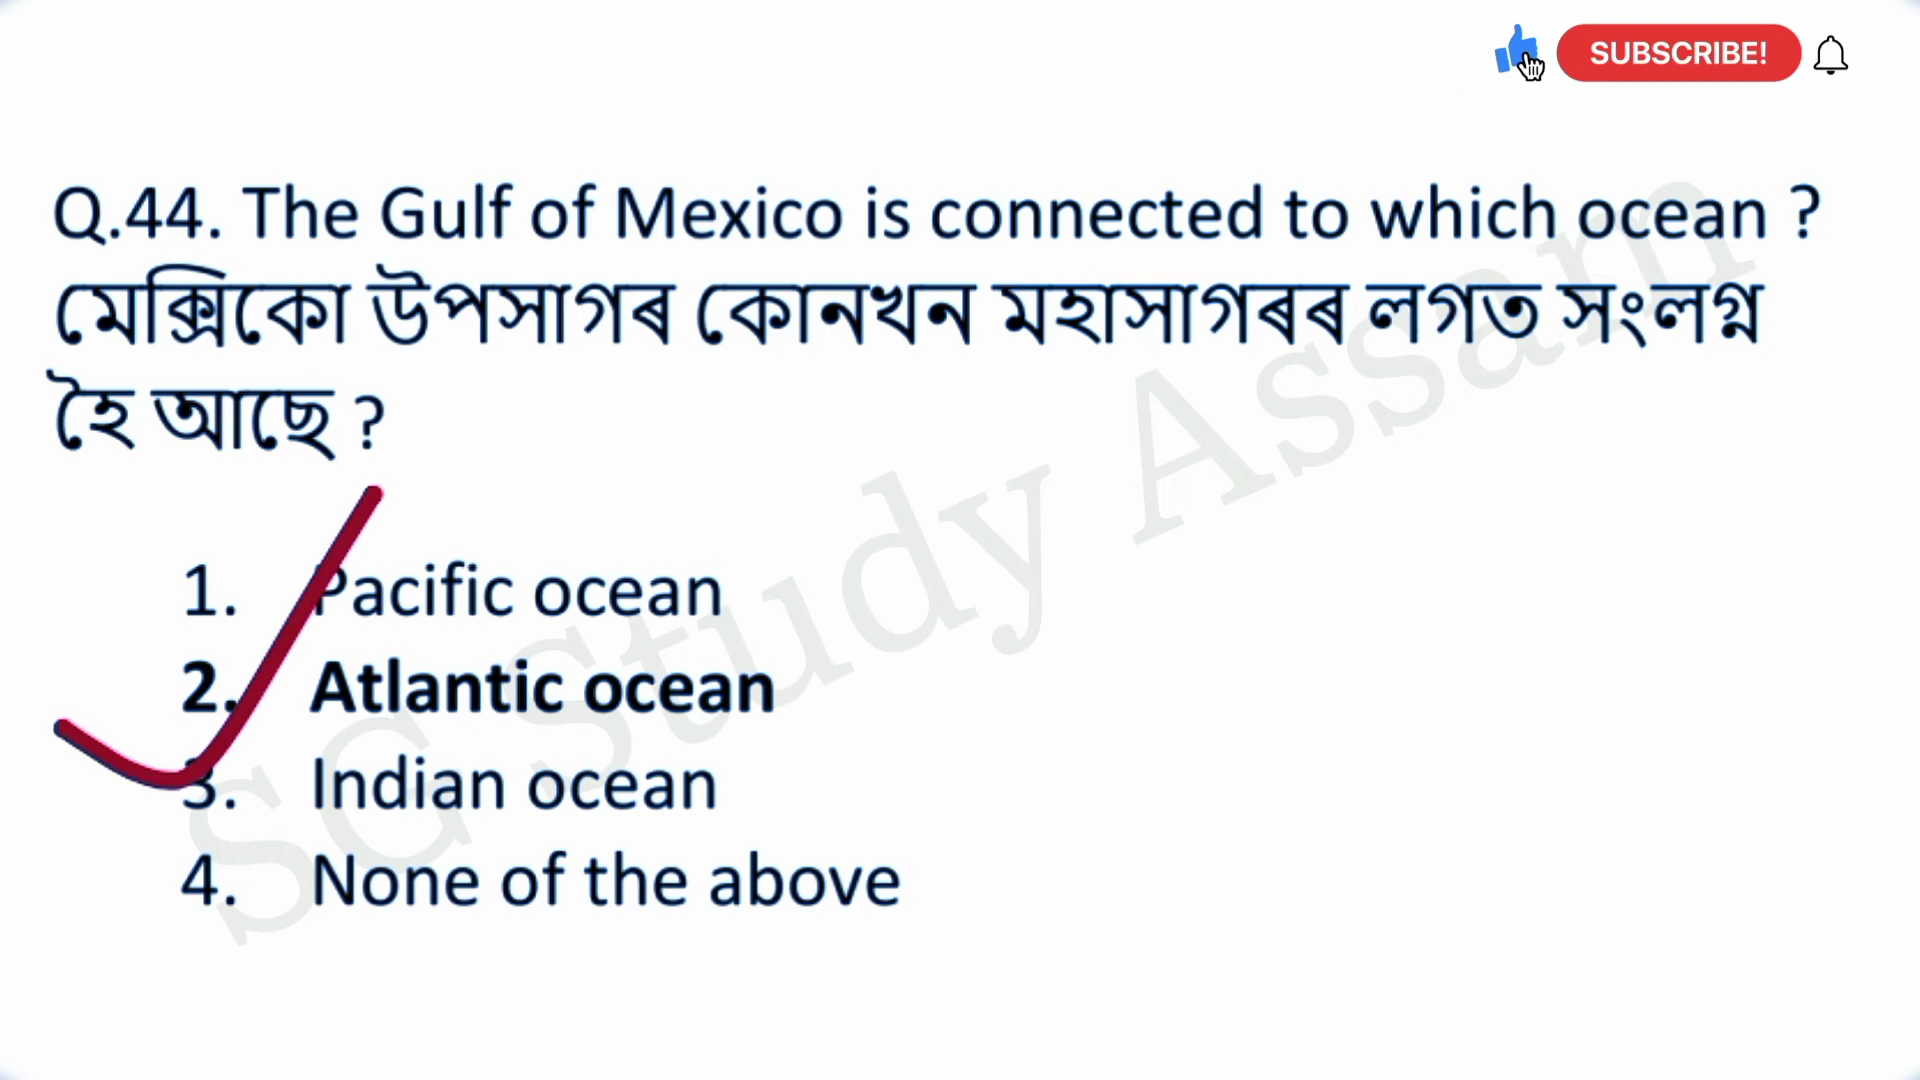 SUBSCRIBE!
Q.44. The Gulf of Mexico is connected to which ocean ?
মেক্সিকো উপসাগৰ কোনখন মহাসাগৰৰ লগত সংলগ্ন
হৈ আছে ?
1. Pacific ocean
2. Atlantic ocean
3. Indian ocean
4. None of the above
SG Study Assam